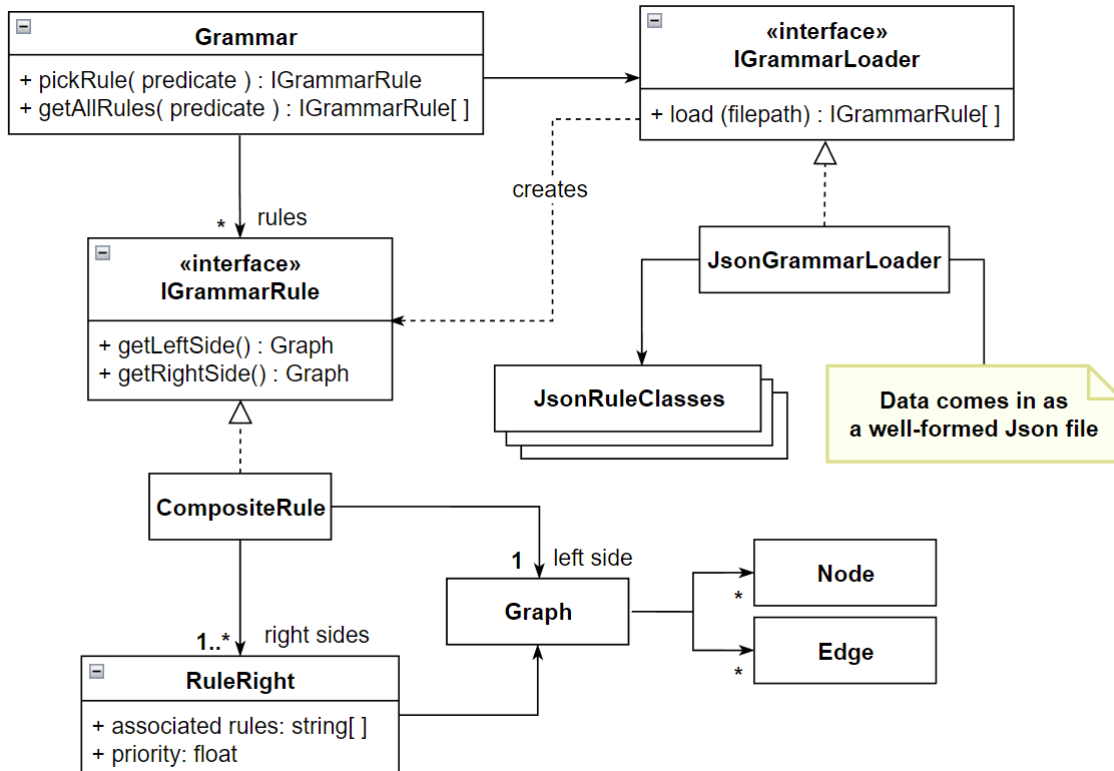 Grammar
+ pickRule( predicate ) : IGrammarRule
+ getAllRules( predicate ) : IGrammarRule[ ]
«interface»
IGrammarLoader
+ load (filepath) : IGrammarRule[ ]
creates
* rules
«interface»
IGrammarRule
+ getLeftSide() : Graph
+ getRightSide() : Graph
JsonGrammarLoader
JsonRuleClasses
Data comes in as
a well-formed Json file
CompositeRule
1 left side
Graph
Node
*
Edge
*
1..* right sides
RuleRight
+ associated rules: string[ ]
+ priority: float